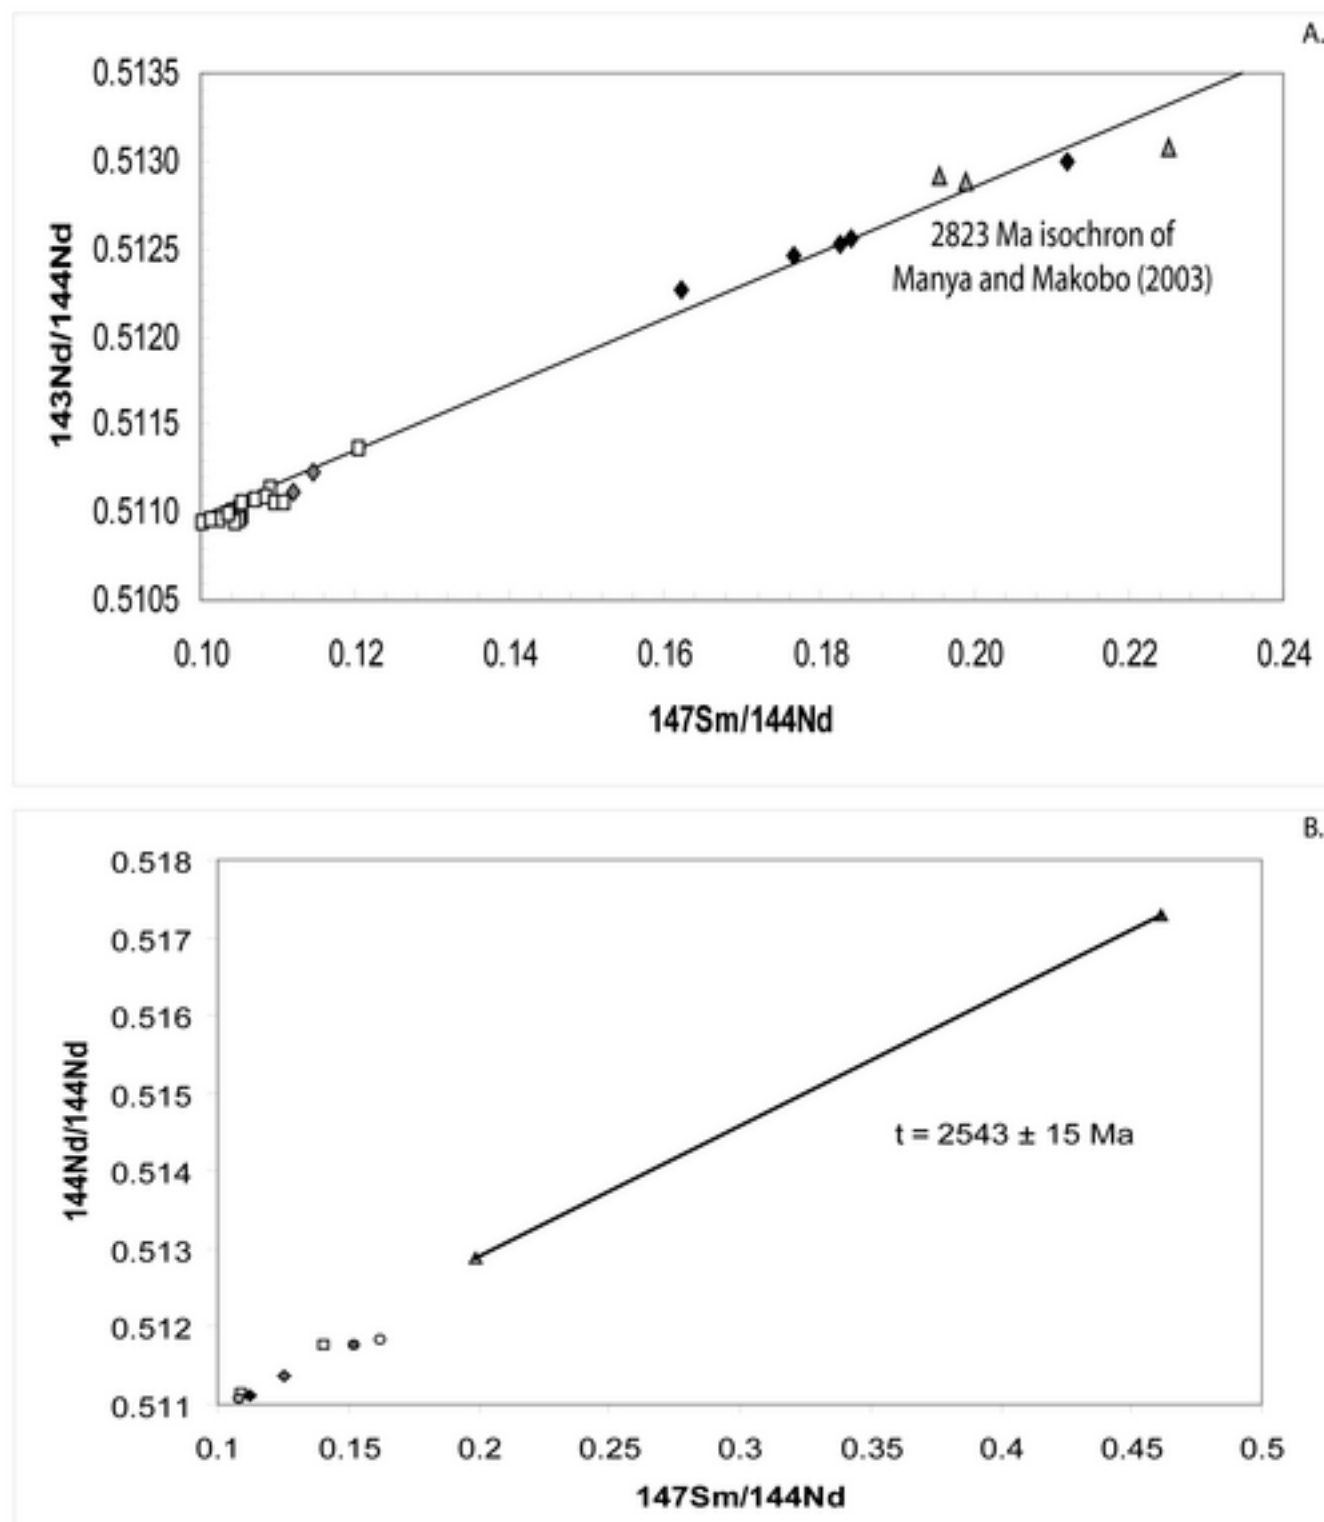 A.
0.5135
0.5130
0.5125
0.5120
0.5115
0.5110
0.5105
143Nd/144Nd
2823 Ma isochron of
Manya and Makobo (2003)
0.10 0.12 0.14 0.16 0.18 0.20 0.22 0.24
147Sm/144Nd
B.
0.518
0.517
0.516
0.515
0.514
0.513
0.512
0.511
144Nd/144Nd
t = 2543 ± 15 Ma
0.1 0.15 0.2 0.25 0.3 0.35 0.4 0.45 0.5
147Sm/144Nd